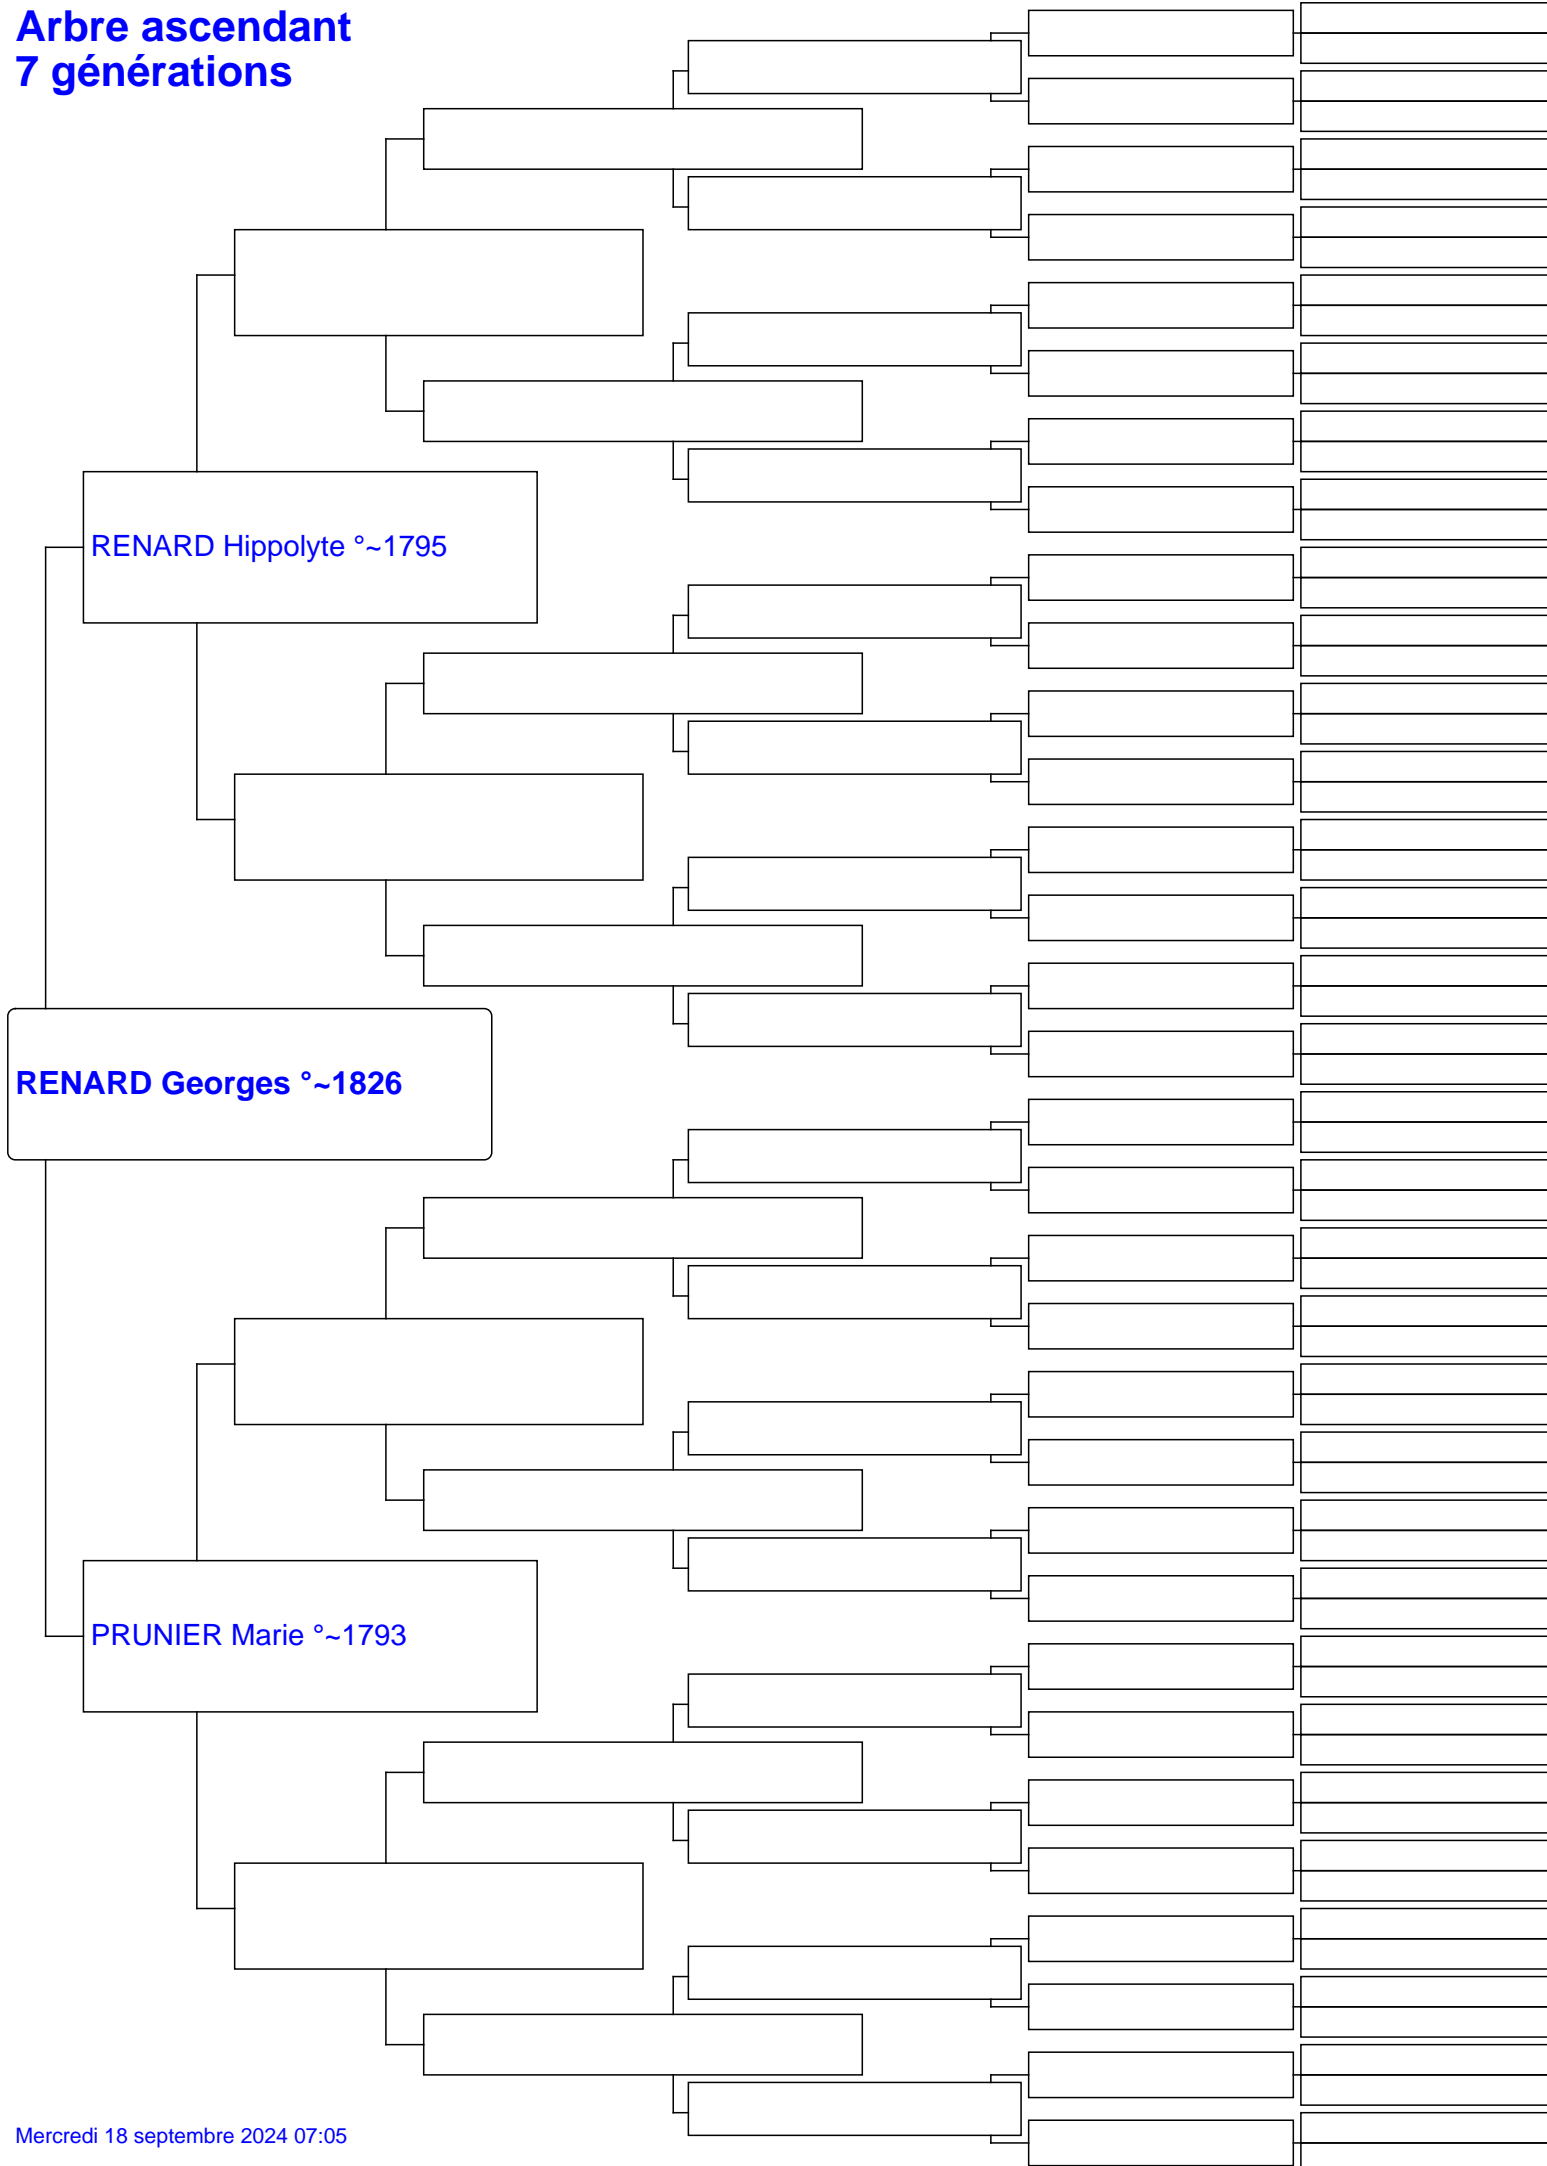 Arbre ascendant
7 générations
RENARD Hippolyte °~1795
RENARD Georges °~1826
PRUNIER Marie °~1793
Mercredi 18 septembre 2024 07:05